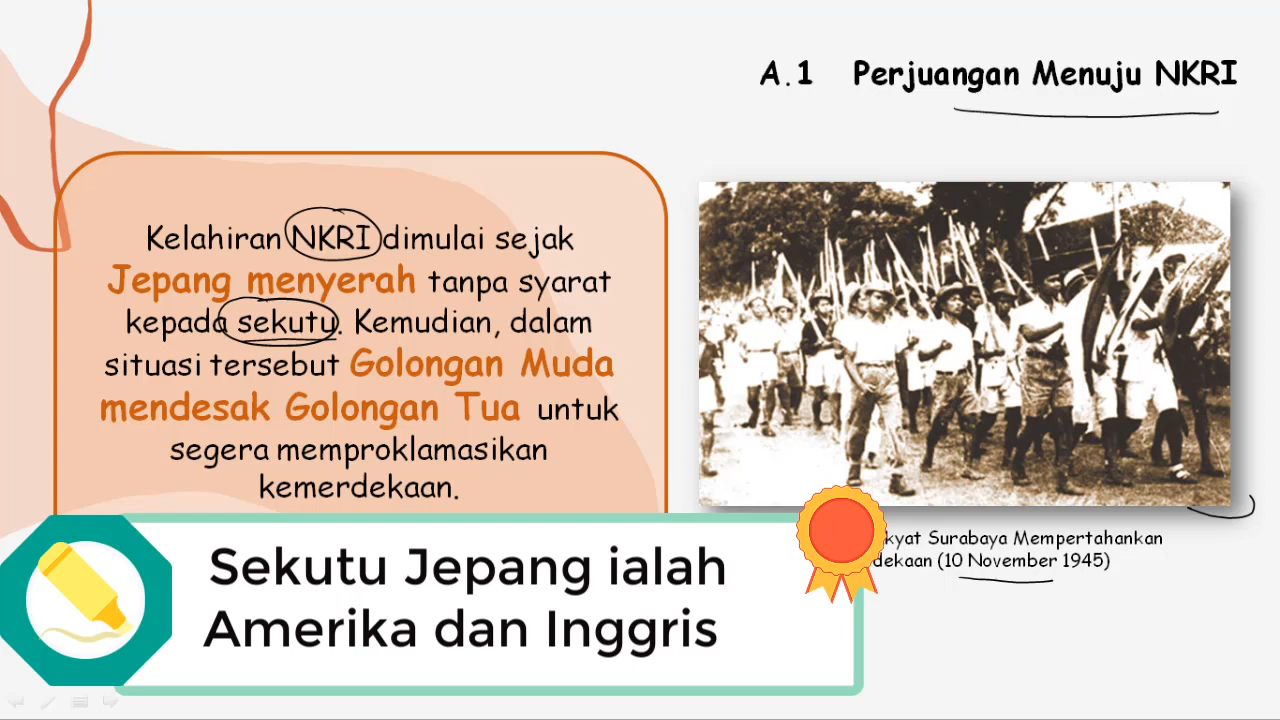 A.1 Perjuangan Menuju NKRI
Kelahiran NKRI dimulai sejak
Jepang menyerah tanpa syarat
kepada sekutu. Kemudian, dalam
situasi tersebut Golongan Muda
mendesak Golongan Tua untuk
segera memproklamasikan
kemerdekaan.
Surabaya Mempertahankan
(10 November 1945)
Sekutu Jepang ialah
Amerika dan Inggris